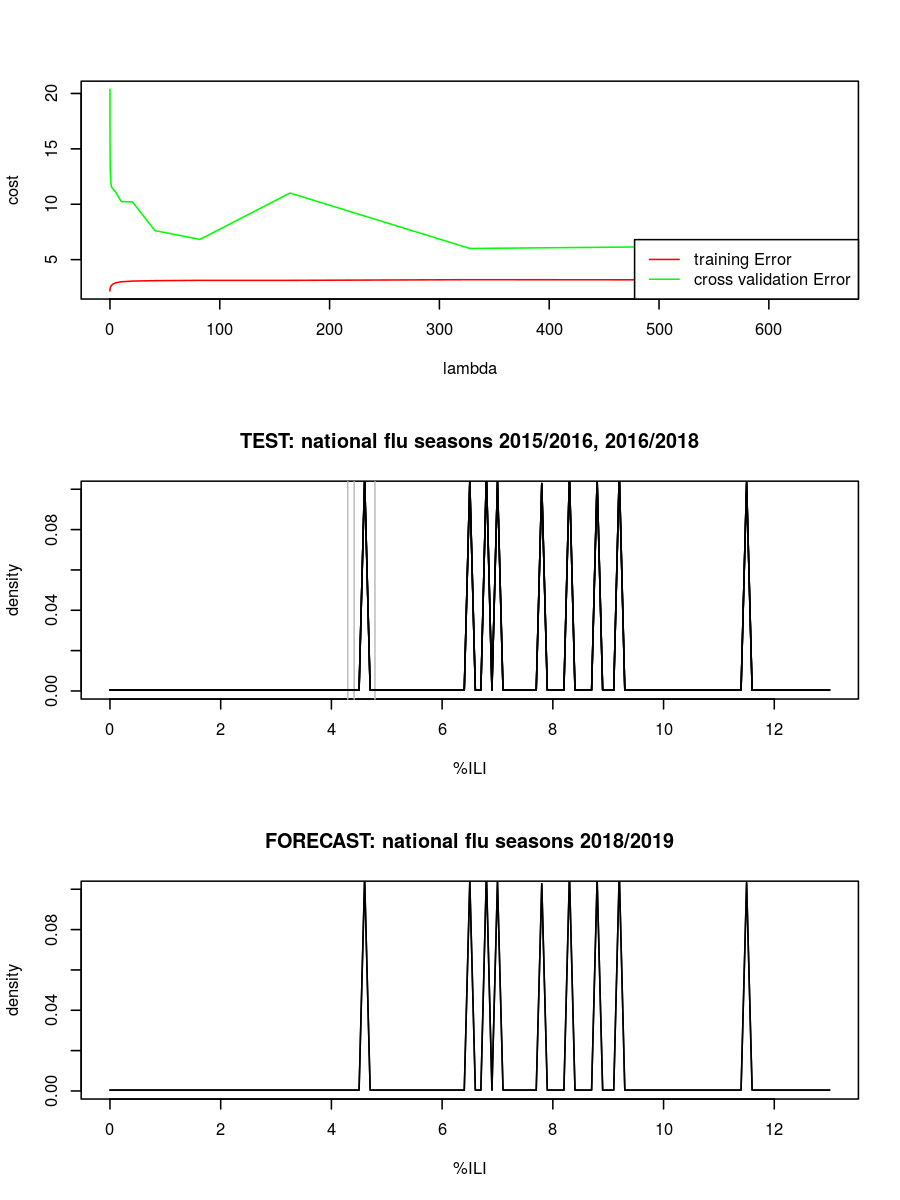 20
15
10
5
cost
training Error
cross validation Error
0 100 200 300 400 500 600
lambda
TEST: national flu seasons 2015/2016, 2016/2018
0.08
0.04
0.00
density
0 2 4 6 8 10 12
%ILI
FORECAST: national flu seasons 2018/2019
0.08
0.04
0.00
density
0 2 4 6 8 10 12
%ILI